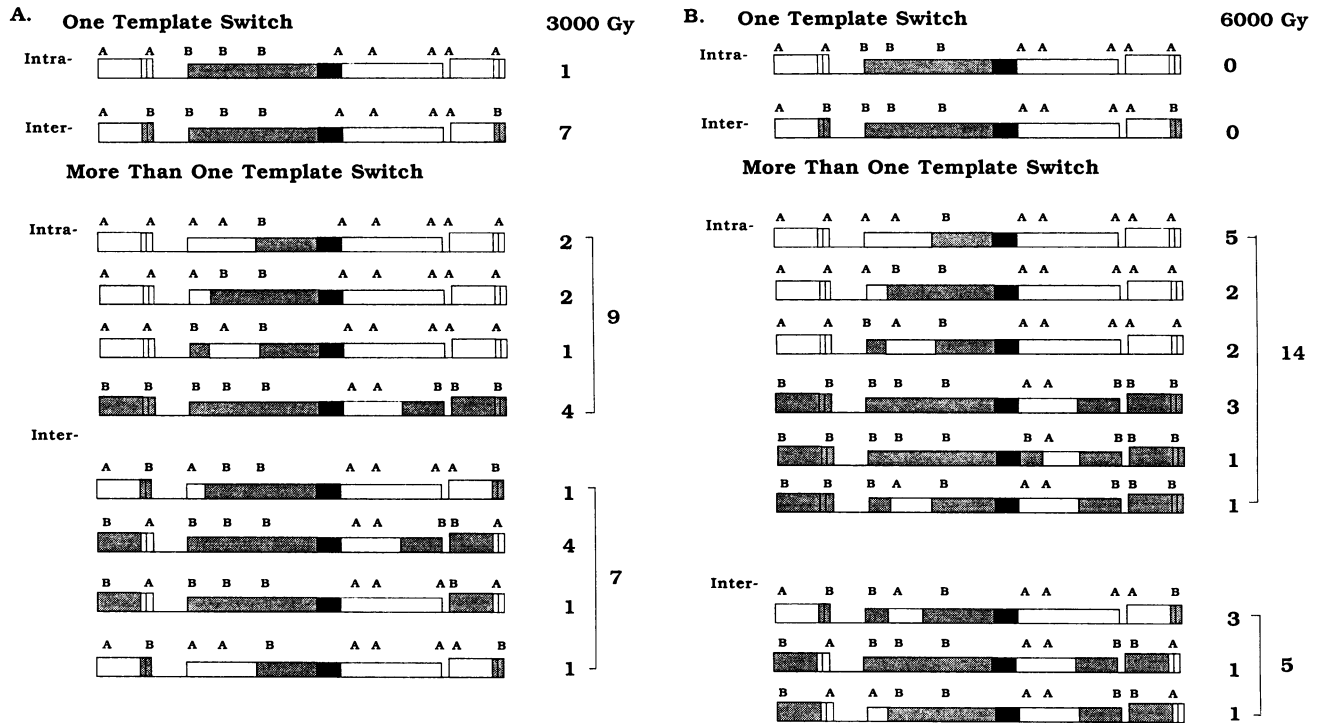 A. One Template Switch 3000 Gy
A A B B B A A A A A
Intra- 1
A B B B B A A A A B
Inter- 7
More Than One Template Switch
A A A A B A A A A A
Intra- 2
A A A B B A A A A A
2
A A B A B A A A A A
1
B B B B B A A B B B
4
9
Inter-
A B A B B A A A A B
1
B A B B B A A B B A
4
B A B B B A A A B A
1
A B A A B A A A A B
1
7
B. One Template Switch 6000 Gy
A A B B B A A A A A
Intra- 0
A B B B B A A A A B
Inter- 0
More Than One Template Switch
A A A A B A A A A A
Intra- 5
A A A B B A A A A A
2
A A B A B A A A A A
2
B B B B B A A B B B
3
B B B B B B A B B B
1
B B B A B A A B B B
1
14
Inter-
A B B A B A A A A B
3
B A B B B A A B B A
1
B A A B B A A B B A
1
5